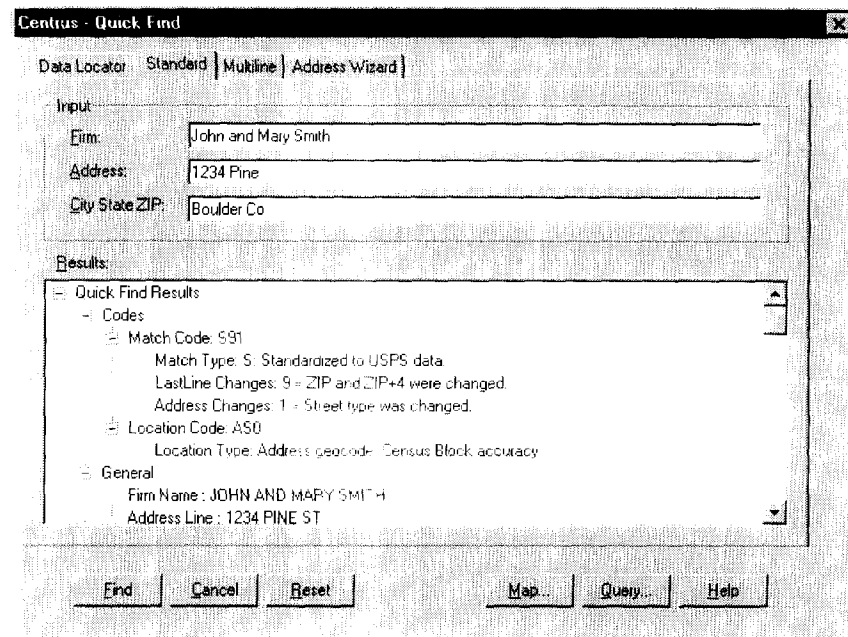 Centrus - Quick Find
Data Locator Standard Multiline Address Wizard
Input
Firm: John and Mary Smith
Address: 1234 Pine
City State ZIP: Boulder Co
Results:
Quick Find Results
Codes
Match Code: S91
Match Type: S: Standardized to USPS data.
LastLine Changes: 9 = ZIP and ZIP+4 were changed.
Address Changes: 1 = Street type was changed.
Location Code: AS0
Location Type: Address geocode Census Block accuracy
General
Firm Name : JOHN AND MARY SMITH
Address Line : 1234 PINE ST
Find Cancel Reset Map... Query... Help